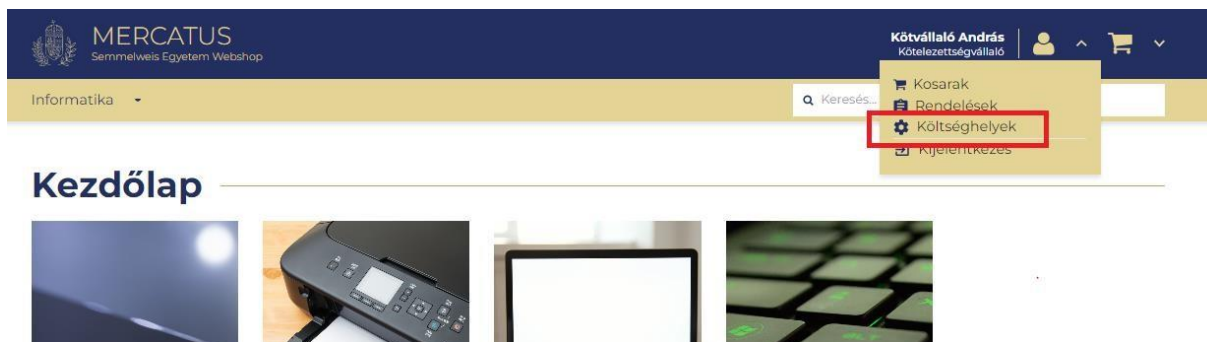 MERCATUS
Semmelweis Egyetem Webshop
Kötvállaló András
Kötelezettségvállaló
Informatika
Keresés...
Kosarak
Rendelések
Költséghelyek
Kijelentkezés
Kezdőlap